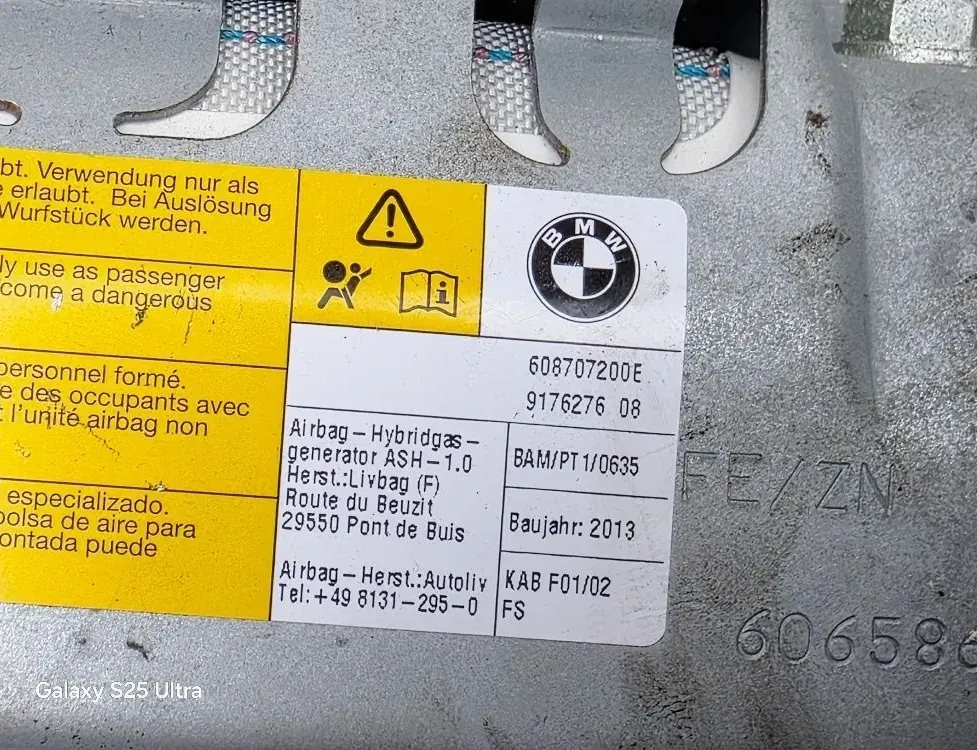 bt. Verwendung nur als
erlaubt. Bei Auslösung
Wurfstück werden.
ly use as passenger
come a dangerous
personnel formé.
e des occupants avec
t l'unité airbag non
especializado.
bolsa de aire para
ontada puede
BMW
608707200E
9176276 08
Airbag-Hybridgas-
generator ASH-1.0
Herst.:Livbag (F)
Route du Beuzit
29550 Pont de Buis
Airbag-Herst.:Autoliv
Tel:+49 8131-295-0
BAM/PT1/0635
Baujahr: 2013
KAB F01/02
FS
FE//ZN
606586
Galaxy S25 Ultra